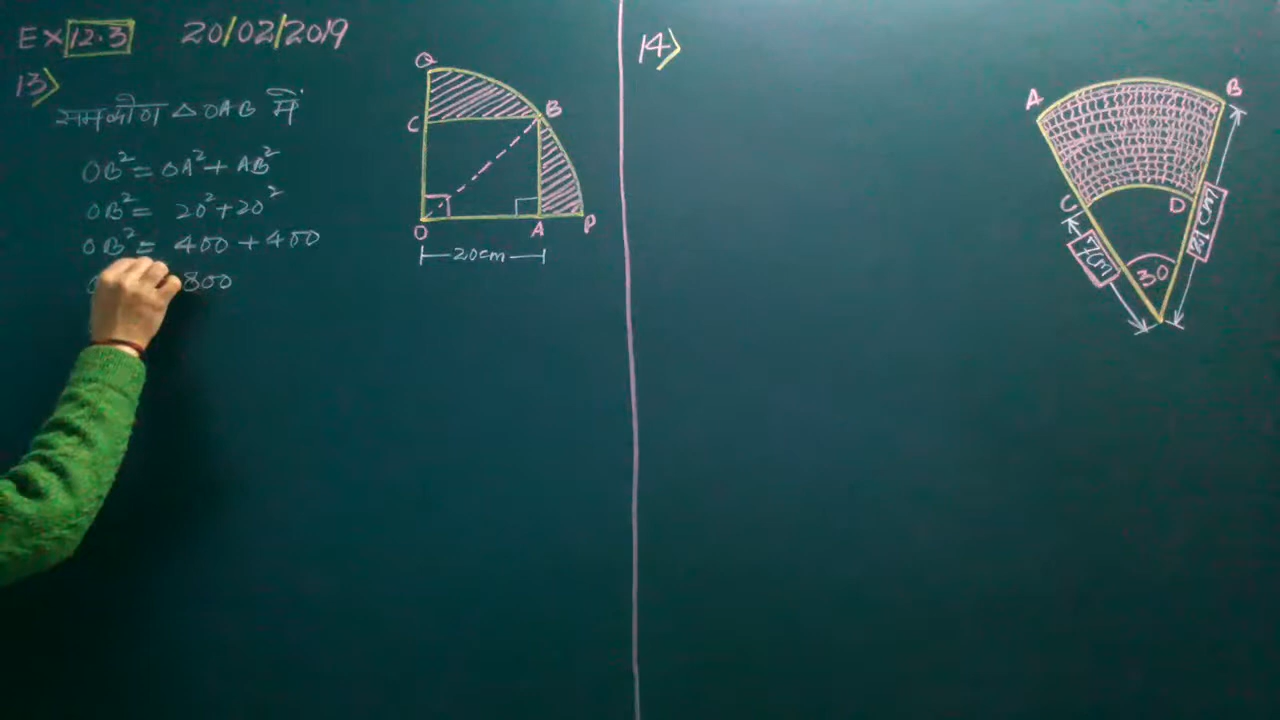 Ex 12.3 20/02/2019
13>
समकोण △OAB में
OB² = OA² + AB²
OB² = 20² + 20²
OB² = 400 + 400
800
Q
C
B
O
A
P
20cm
14>
A
B
C
D
7cm
21cm
30